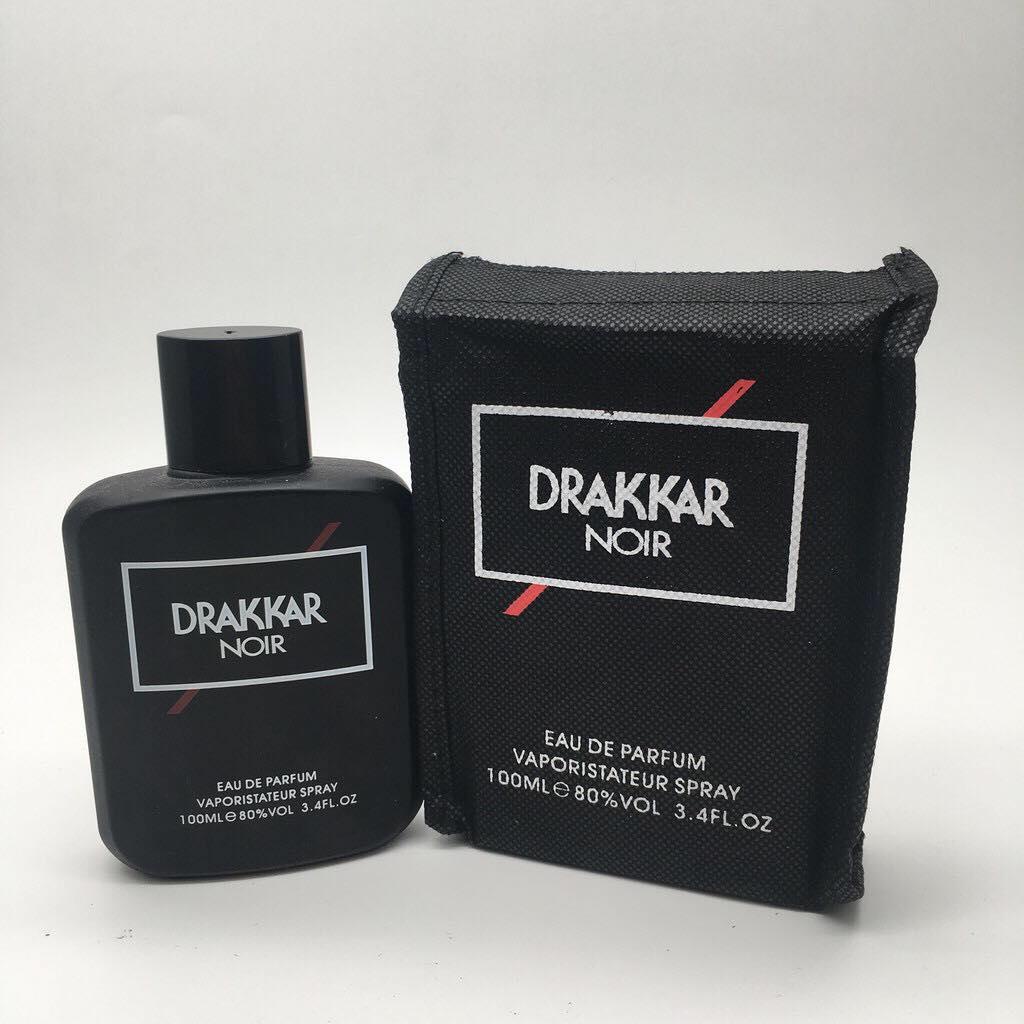 DRAKKAR
NOIR
EAU DE PARFUM
VAPORISTATEUR SPRAY
100ML℮80%VOL 3.4FL.OZ
DRAKKAR
NOIR
EAU DE PARFUM
VAPORISTATEUR SPRAY
100ML℮80%VOL 3.4FL.OZ